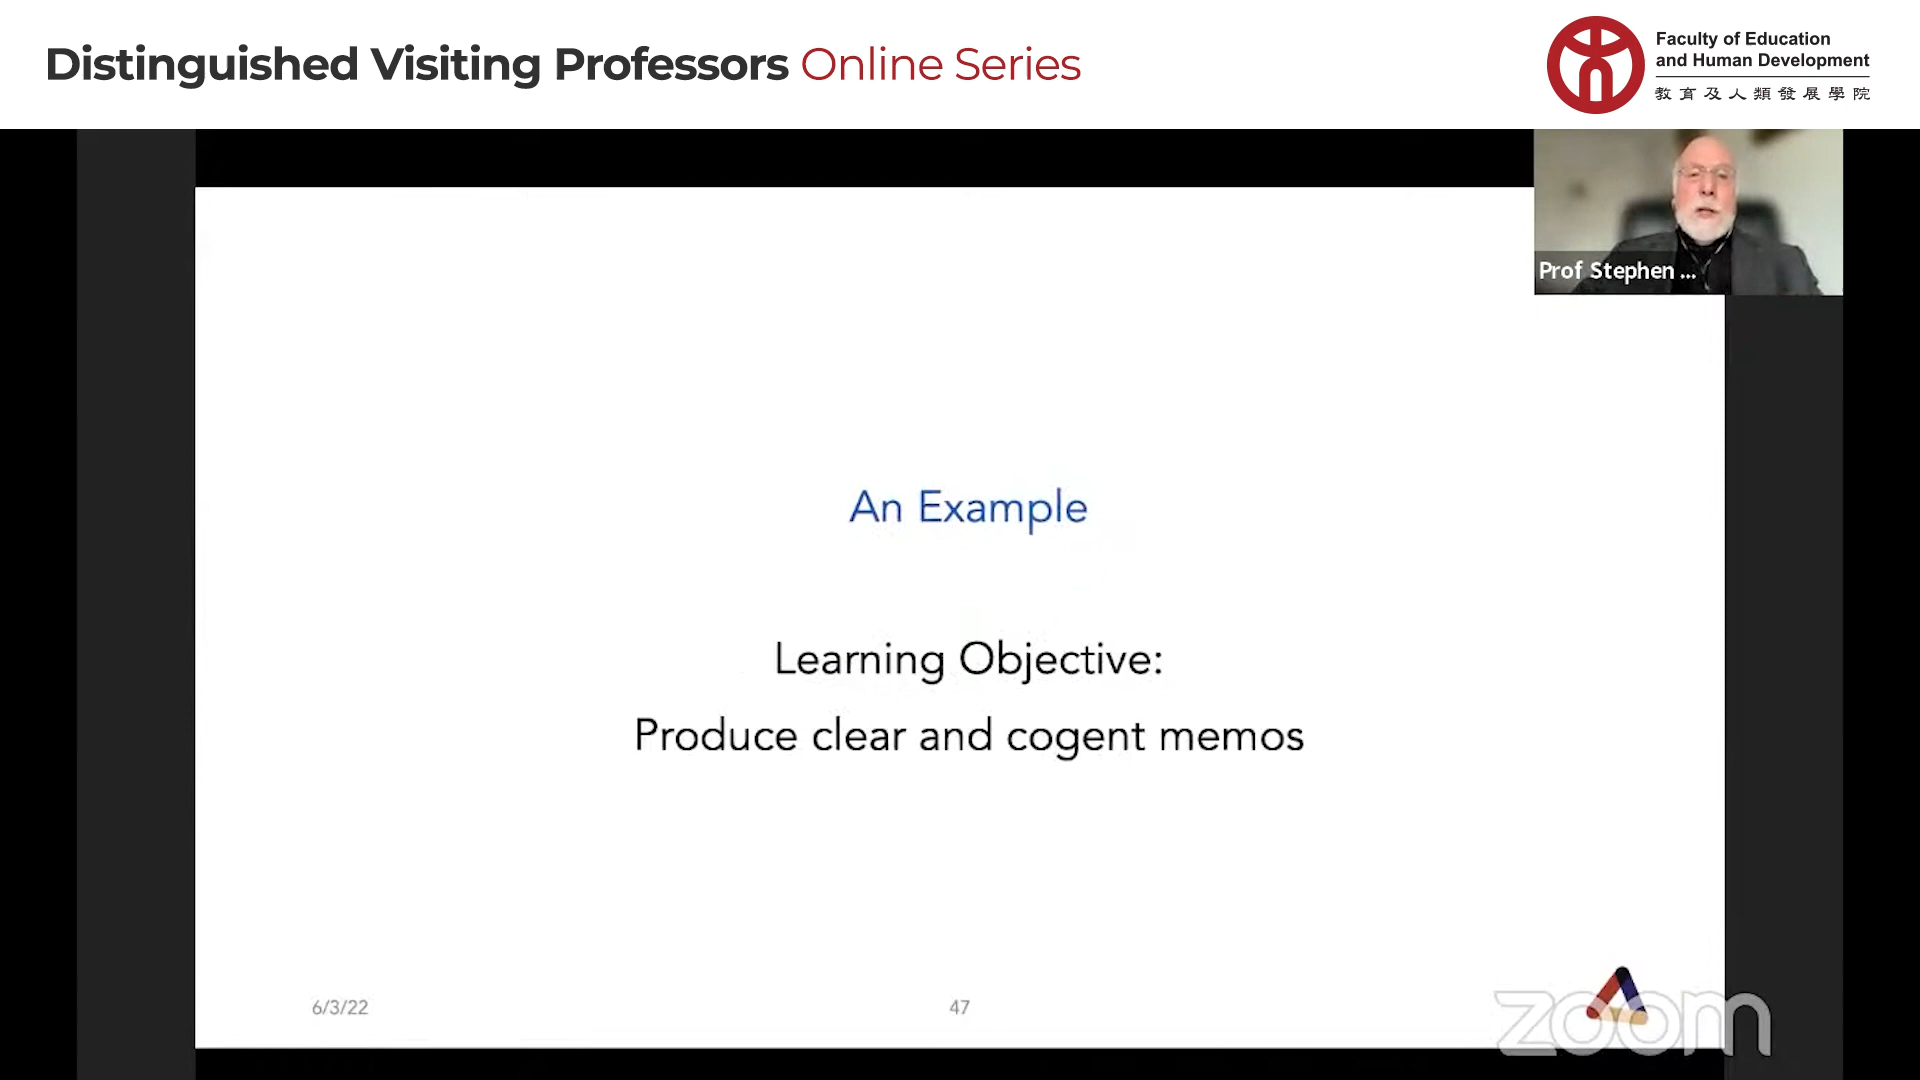 Distinguished Visiting Professors Online Series
Faculty of Education
and Human Development
教育及人類發展學院
Prof Stephen ...
An Example
Learning Objective:
Produce clear and cogent memos
6/3/22
47
zoom